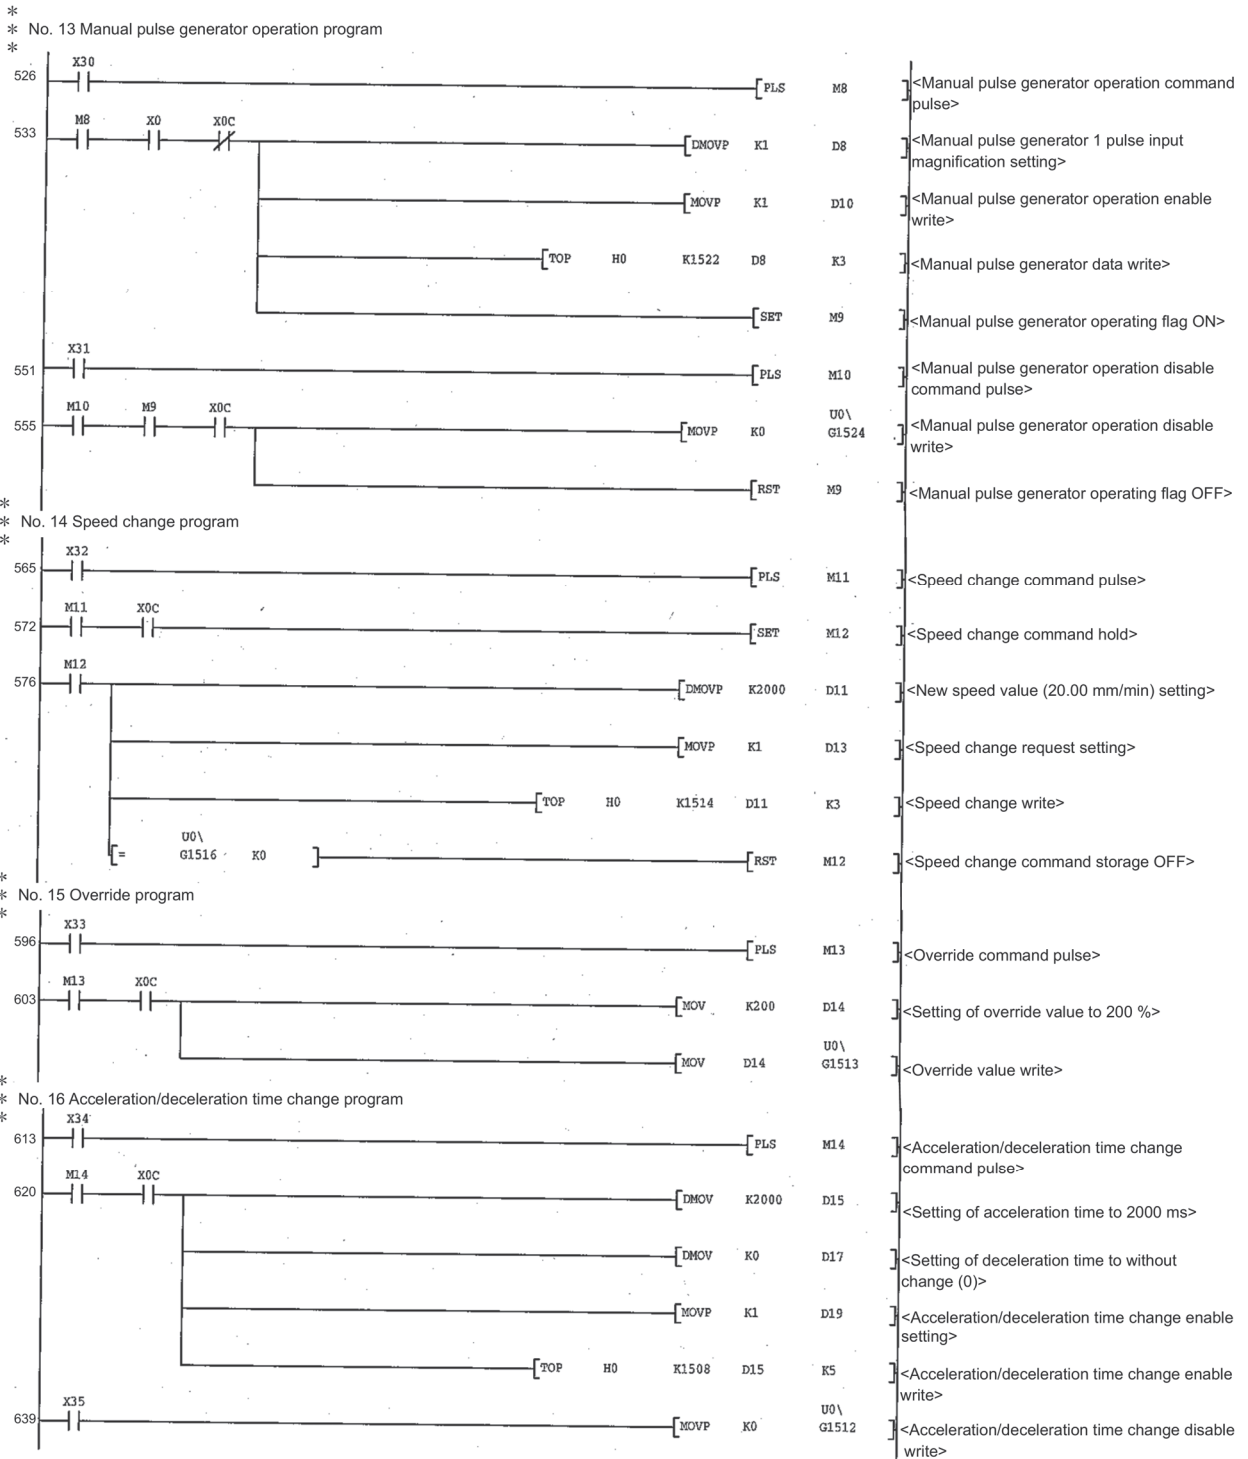 *
* No. 13 Manual pulse generator operation program
*
X30
526 [PLS M8 ] <Manual pulse generator operation command
pulse>
M8 X0 X0C
533 [DMOVP K1 D8 ] <Manual pulse generator 1 pulse input
magnification setting>
[MOVP K1 D10 ] <Manual pulse generator operation enable
write>
[TOP H0 K1522 D8 K3 ] <Manual pulse generator data write>
[SET M9 ] <Manual pulse generator operating flag ON>
X31
551 [PLS M10 ] <Manual pulse generator operation disable
command pulse>
M10 M9 X0C
U0\
555 [MOVP K0 G1524 ] <Manual pulse generator operation disable
write>
[RST M9 ] <Manual pulse generator operating flag OFF>
*
* No. 14 Speed change program
*
X32
565 [PLS M11 ] <Speed change command pulse>
M11 X0C
572 [SET M12 ] <Speed change command hold>
M12
576 [DMOVP K2000 D11 ] <New speed value (20.00 mm/min) setting>
[MOVP K1 D13 ] <Speed change request setting>
[TOP H0 K1514 D11 K3 ] <Speed change write>
U0\
[= G1516 K0 ] [RST M12 ] <Speed change command storage OFF>
*
* No. 15 Override program
*
X33
596 [PLS M13 ] <Override command pulse>
M13 X0C
603 [MOV K200 D14 ] <Setting of override value to 200 %>
U0\
[MOV D14 G1513 ] <Override value write>
*
* No. 16 Acceleration/deceleration time change program
*
X34
613 [PLS M14 ] <Acceleration/deceleration time change
command pulse>
M14 X0C
620 [DMOV K2000 D15 ] <Setting of acceleration time to 2000 ms>
[DMOV K0 D17 ] <Setting of deceleration time to without
change (0)>
[MOVP K1 D19 ] <Acceleration/deceleration time change enable
setting>
[TOP H0 K1508 D15 K5 ] <Acceleration/deceleration time change enable
write>
X35
U0\
639 [MOVP K0 G1512 ] <Acceleration/deceleration time change disable
write>